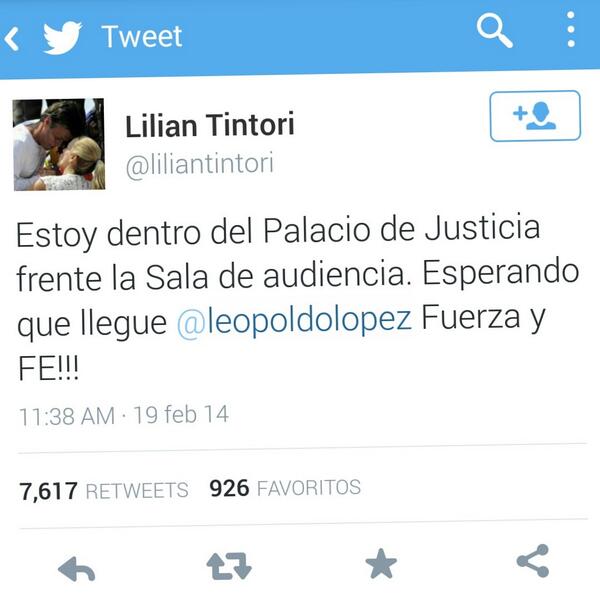 Tweet
Lilian Tintori
@liliantintori
Estoy dentro del Palacio de Justicia
frente la Sala de audiencia. Esperando
que llegue @leopoldolopez Fuerza y
FE!!!
11:38 AM · 19 feb 14
7,617 RETWEETS 926 FAVORITOS